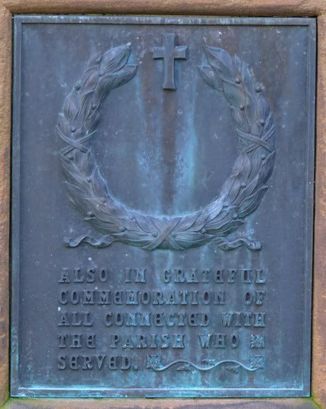 ALSO IN GRATEFUL
COMMEMORATION OF
ALL CONNECTED WITH
THE PARISH WHO
SERVED.